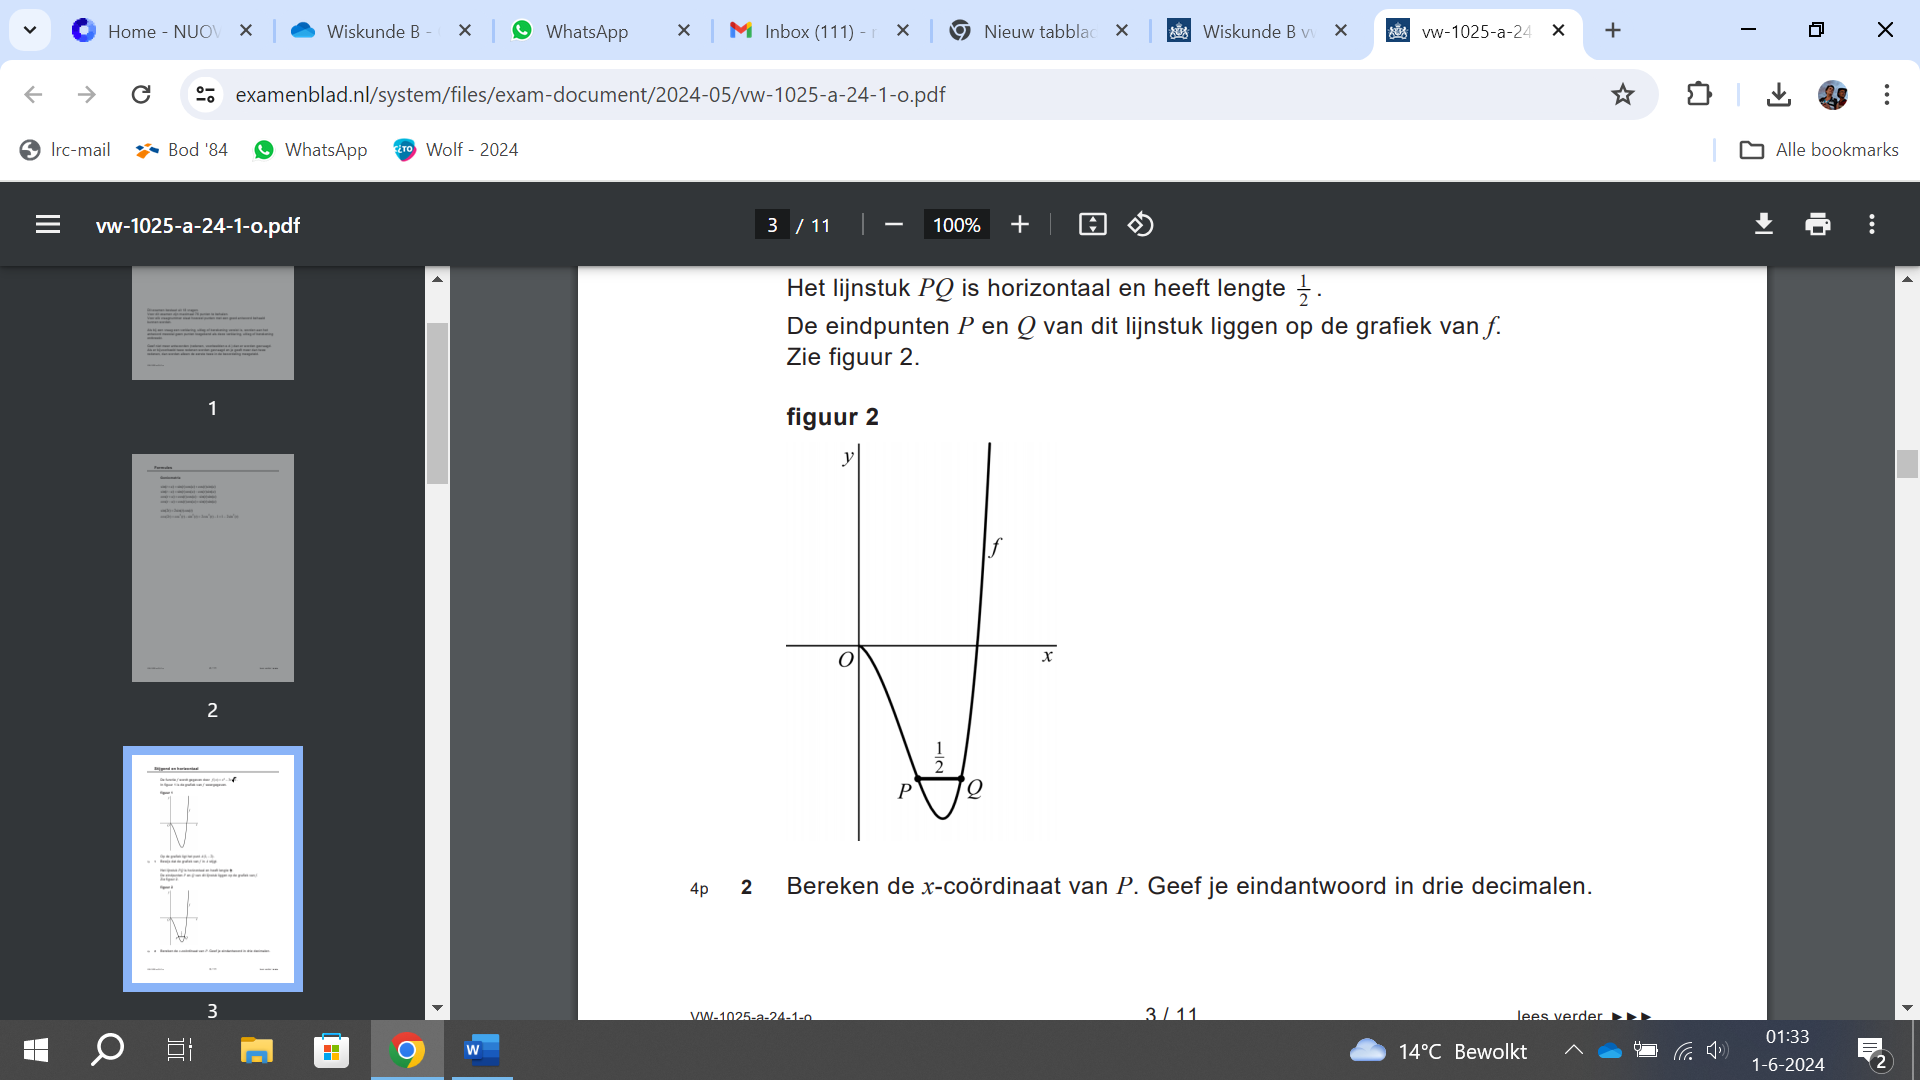 Home - NUOV
Wiskunde B -
WhatsApp
Inbox (111) -
Nieuw tabblad
Wiskunde B v
vw-1025-a-24
examenblad.nl/system/files/exam-document/2024-05/vw-1025-a-24-1-o.pdf
lrc-mail
Bod '84
WhatsApp
Wolf - 2024
Alle bookmarks
vw-1025-a-24-1-o.pdf
3 / 11
100%
1
2
3
Het lijnstuk PQ is horizontaal en heeft lengte 1/2 .
De eindpunten P en Q van dit lijnstuk liggen op de grafiek van f.
Zie figuur 2.
figuur 2
y
f
O
x
1/2
P
Q
4p 2 Bereken de x-coördinaat van P. Geef je eindantwoord in drie decimalen.
VW-1025-a-24-1-o
3 / 11
lees verder ►►►
14°C Bewolkt
01:33
1-6-2024
2